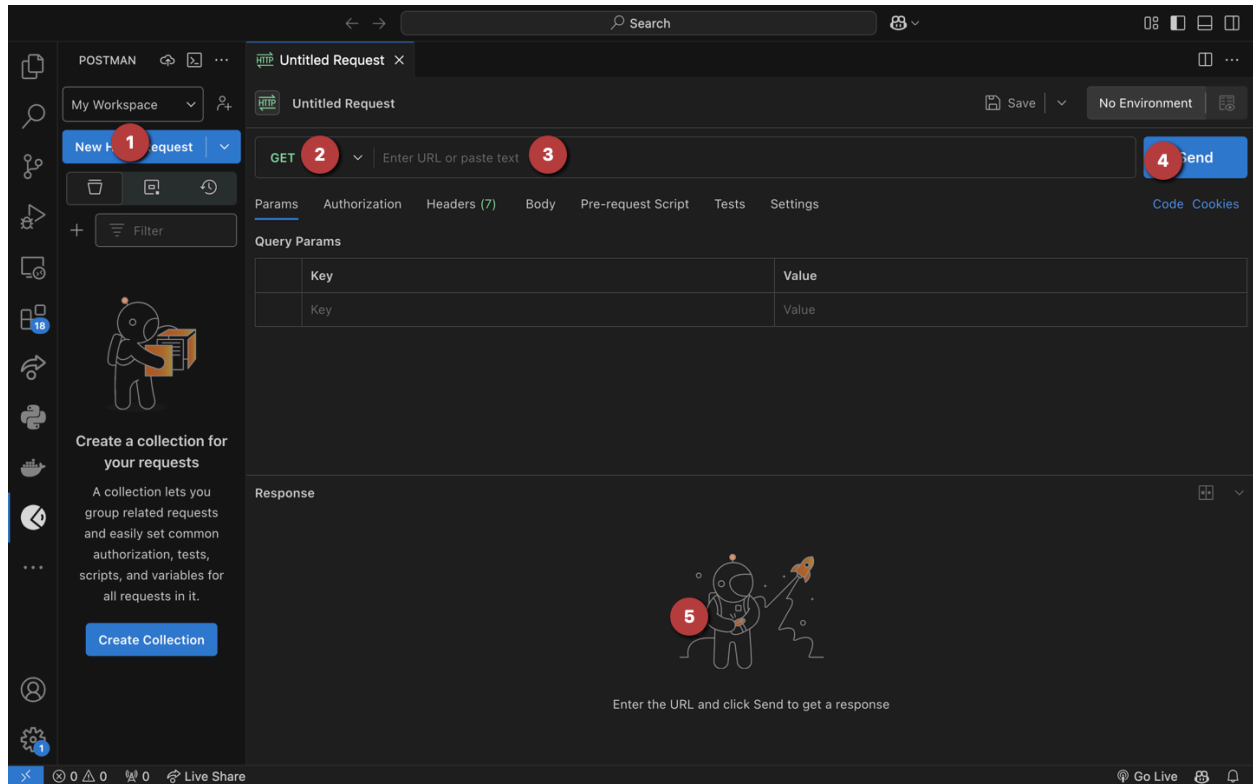 Search
POSTMAN
My Workspace
New H
1
equest
18
Filter
Create a collection for
your requests
A collection lets you
group related requests
and easily set common
authorization, tests,
scripts, and variables for
all requests in it.
Create Collection
1
HTTP Untitled Request
HTTP Untitled Request
Save
No Environment
GET
2
Enter URL or paste text
3
4
Send
Params Authorization Headers (7) Body Pre-request Script Tests Settings
Code Cookies
Query Params
Key Value
Key Value
Response
5
Enter the URL and click Send to get a response
0 0 0 Live Share
Go Live